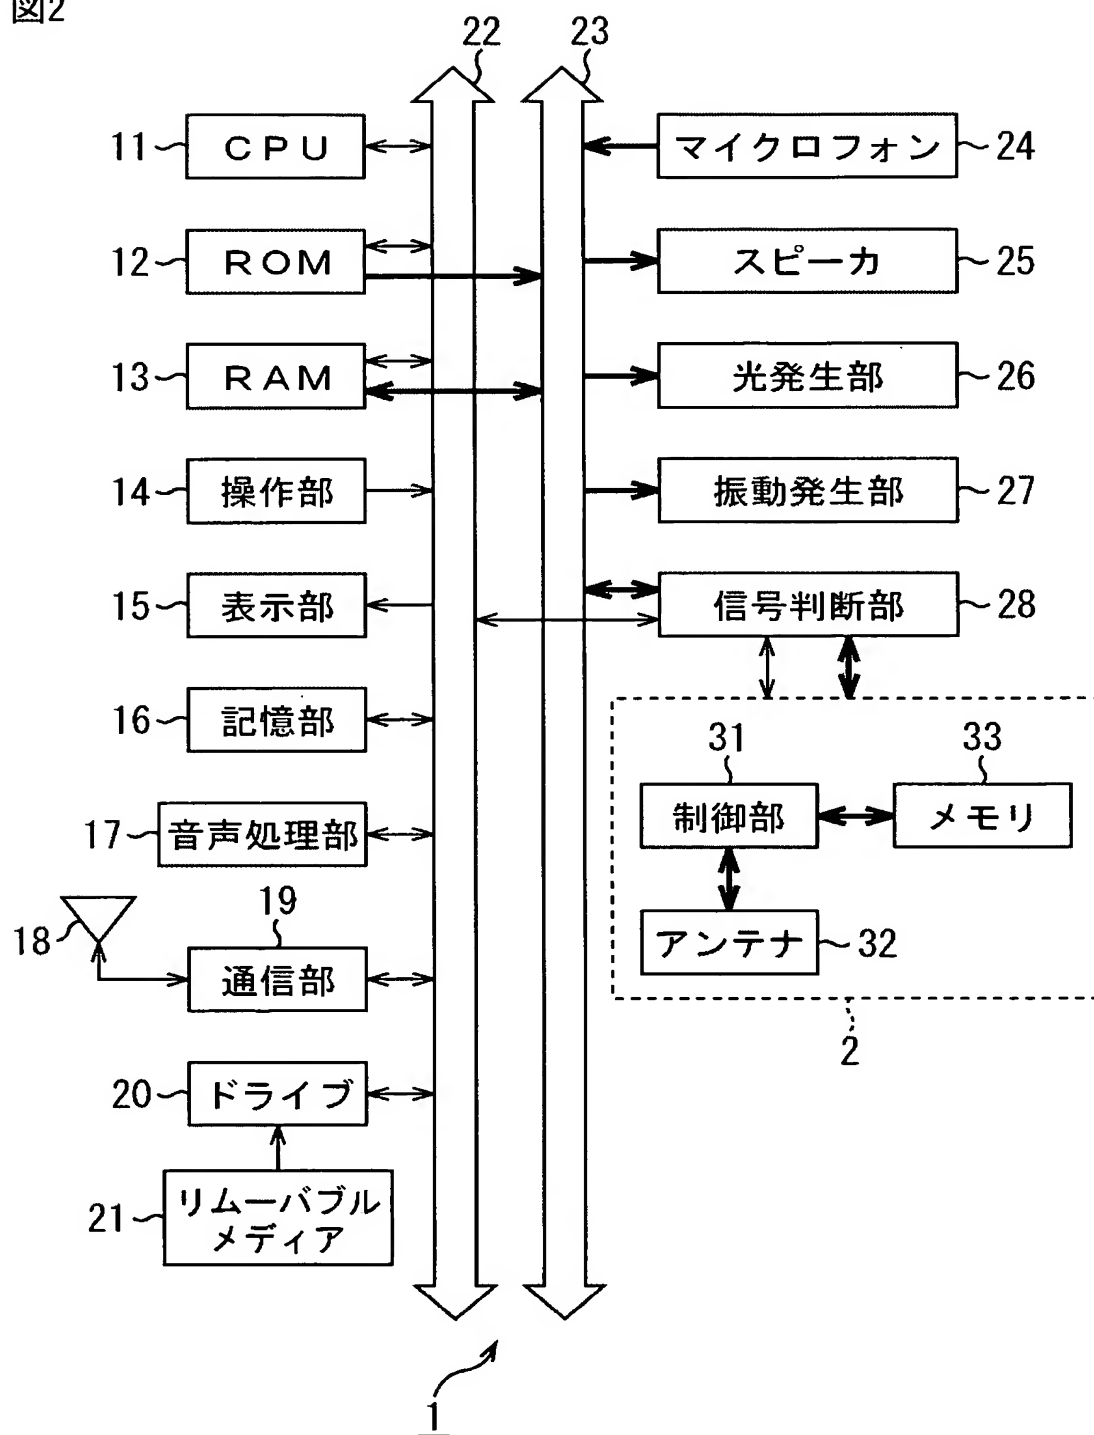 図2
22
23
11
CPU
マイクロフォン
24
12
ROM
スピーカ
25
13
RAM
光発生部
26
14
操作部
振動発生部
27
15
表示部
信号判断部
28
16
記憶部
31
33
制御部
メモリ
17
音声処理部
18
19
通信部
アンテナ
32
2
20
ドライブ
21
リムーバブル
メディア
1